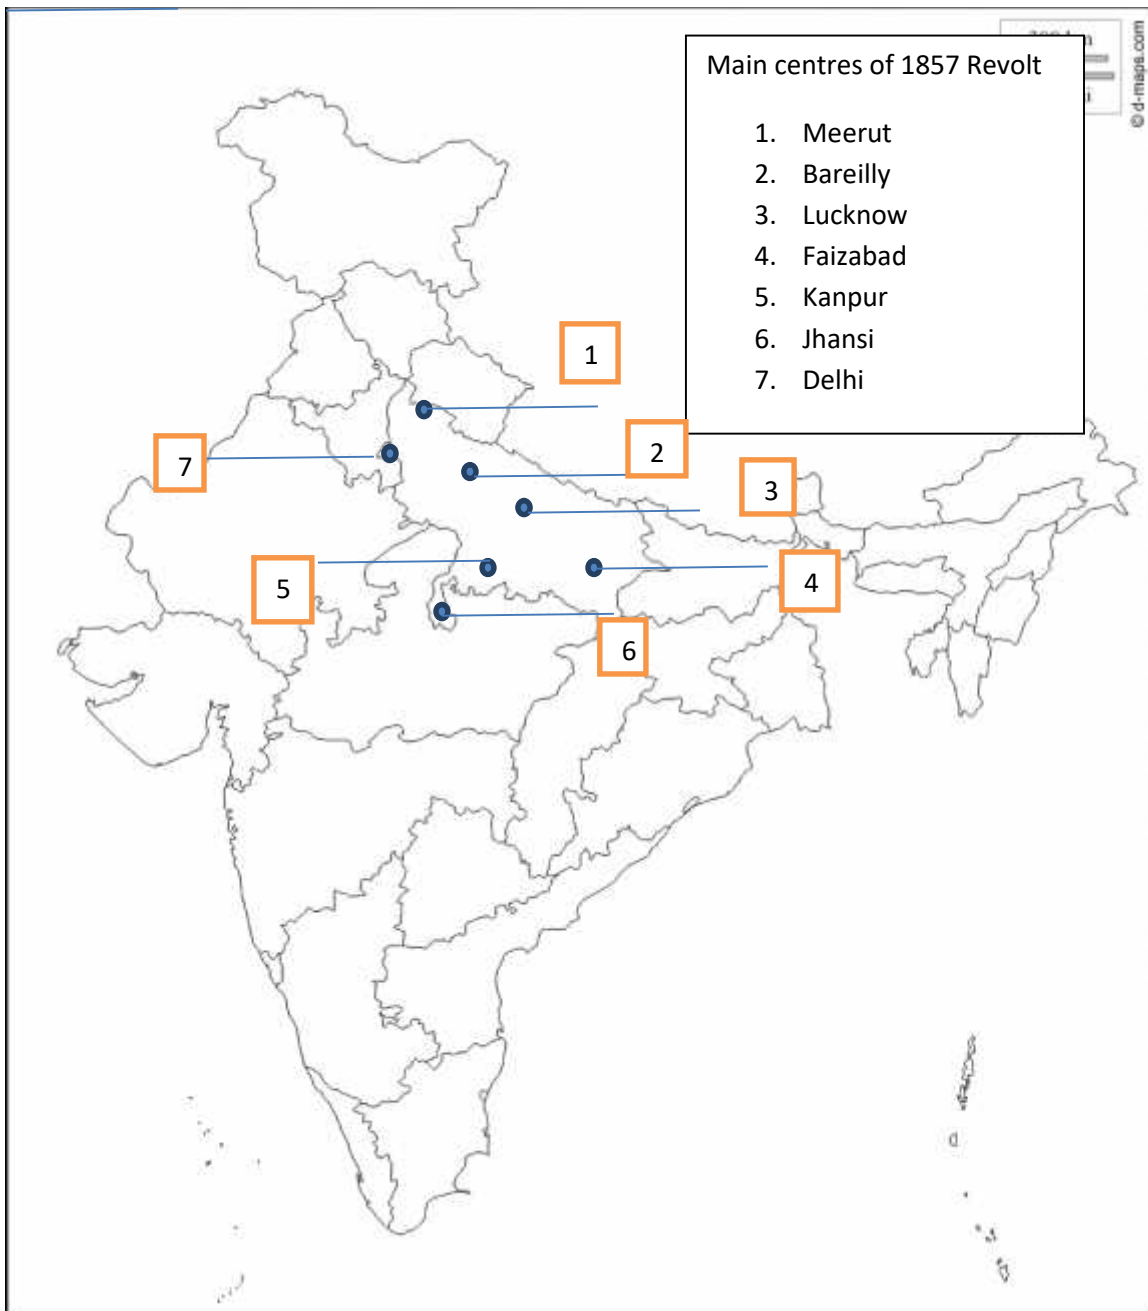 Main centres of 1857 Revolt
1. Meerut
2. Bareilly
3. Lucknow
4. Faizabad
5. Kanpur
6. Jhansi
7. Delhi
© d-maps.com
1
2
7
3
5
4
6